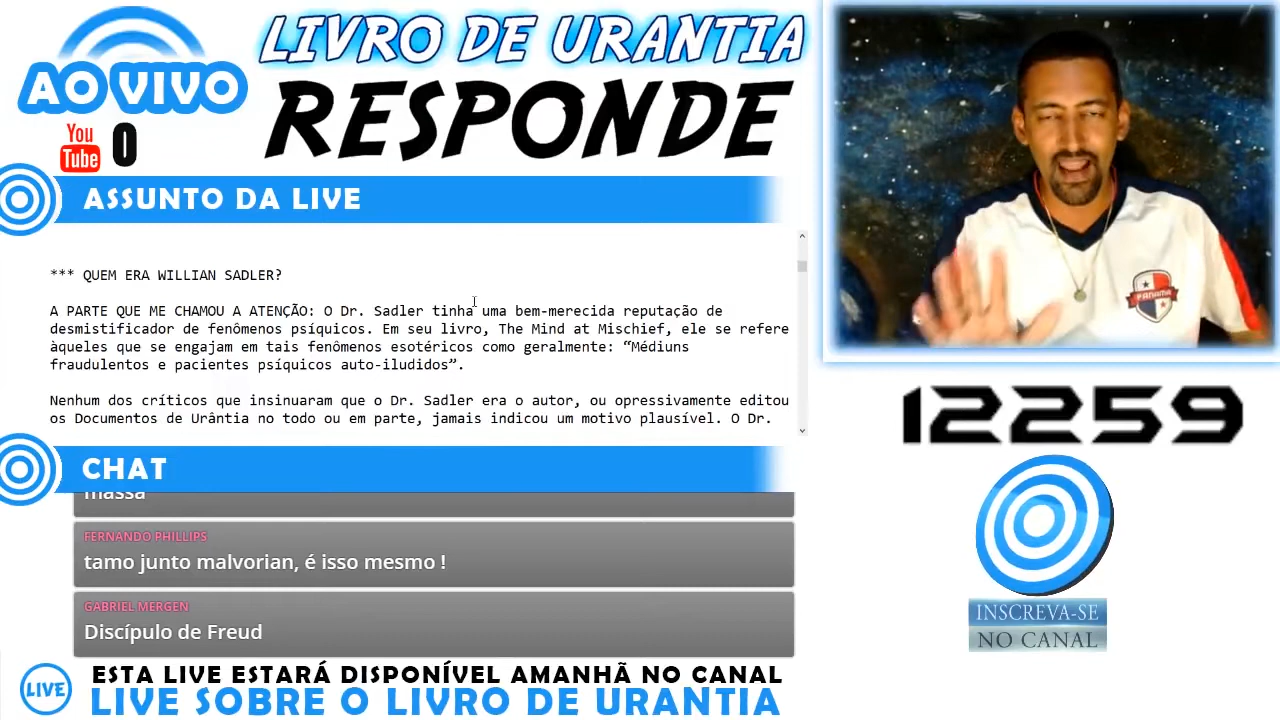 AO VIVO
You
Tube
0
LIVRO DE URANTIA
RESPONDE
ASSUNTO DA LIVE
*** QUEM ERA WILLIAN SADLER?
A PARTE QUE ME CHAMOU A ATENÇÃO: O Dr. Sadler tinha uma bem-merecida reputação de
desmistificador de fenômenos psíquicos. Em seu livro, The Mind at Mischief, ele se refere
àqueles que se engajam em tais fenômenos esotéricos como geralmente: “Médiuns
fraudulentos e pacientes psíquicos auto-iludidos”.
Nenhum dos críticos que insinuaram que o Dr. Sadler era o autor, ou opressivamente editou
os Documentos de Urântia no todo ou em parte, jamais indicou um motivo plausível. O Dr.
CHAT
massa
FERNANDO PHILLIPS
tamo junto malvorian, é isso mesmo !
GABRIEL MERGEN
Discípulo de Freud
LIVE
ESTA LIVE ESTARÁ DISPONÍVEL AMANHÃ NO CANAL
LIVE SOBRE O LIVRO DE URANTIA
PANAMÁ
12259
INSCREVA-SE
NO CANAL